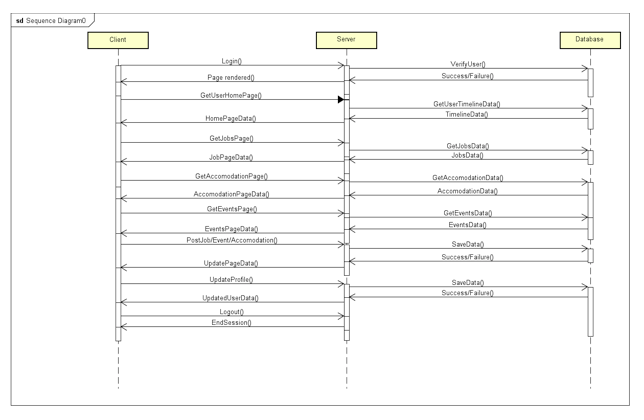 sd Sequence Diagram0
Client
Server
Database
Login()
VerifyUser()
Page rendered()
Success/Failure()
GetUserHomePage()
GetUserTimelineData()
HomePageData()
TimelineData()
GetJobsPage()
GetJobsData()
JobPageData()
JobsData()
GetAccomodationPage()
GetAccomodationData()
AccomodationPageData()
AccomodationData()
GetEventsPage()
GetEventsData()
EventsPageData()
EventsData()
PostJob/Event/Accomodation()
SaveData()
UpdatePageData()
Success/Failure()
UpdateProfile()
SaveData()
UpdatedUserData()
Success/Failure()
Logout()
EndSession()